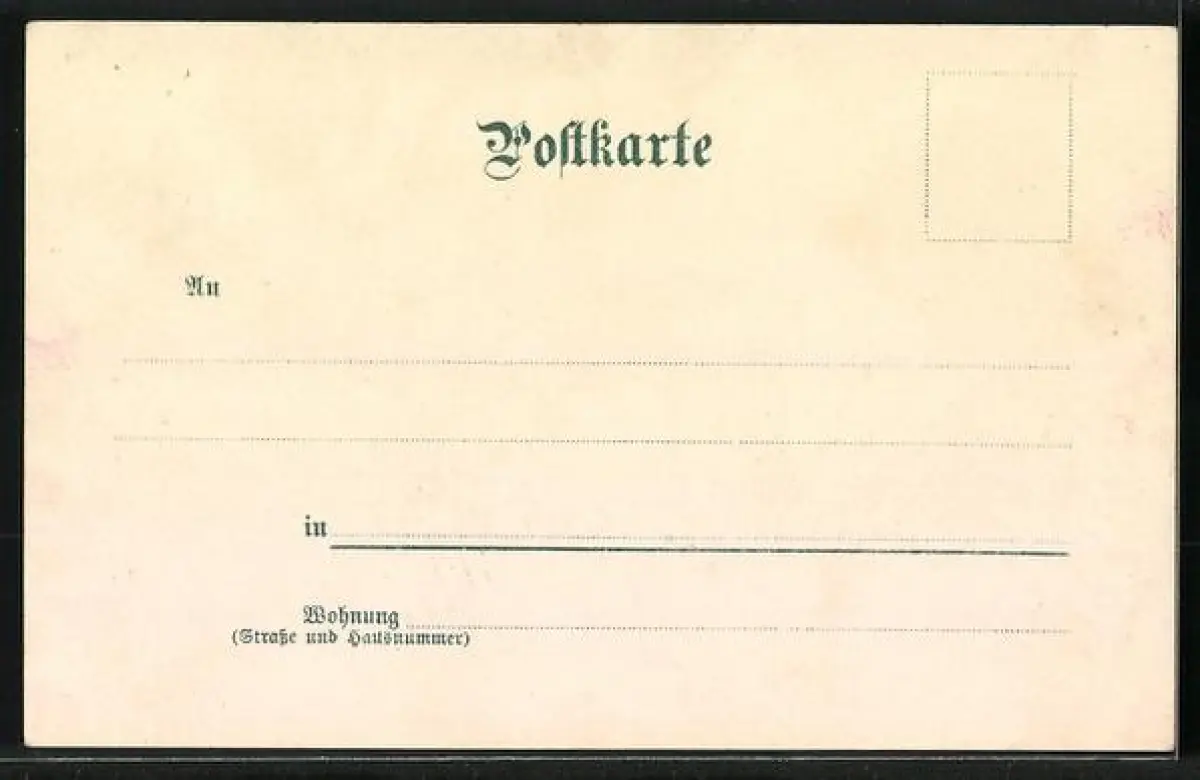 Postkarte
An
in
Wohnung
(Straße und Hausnummer)